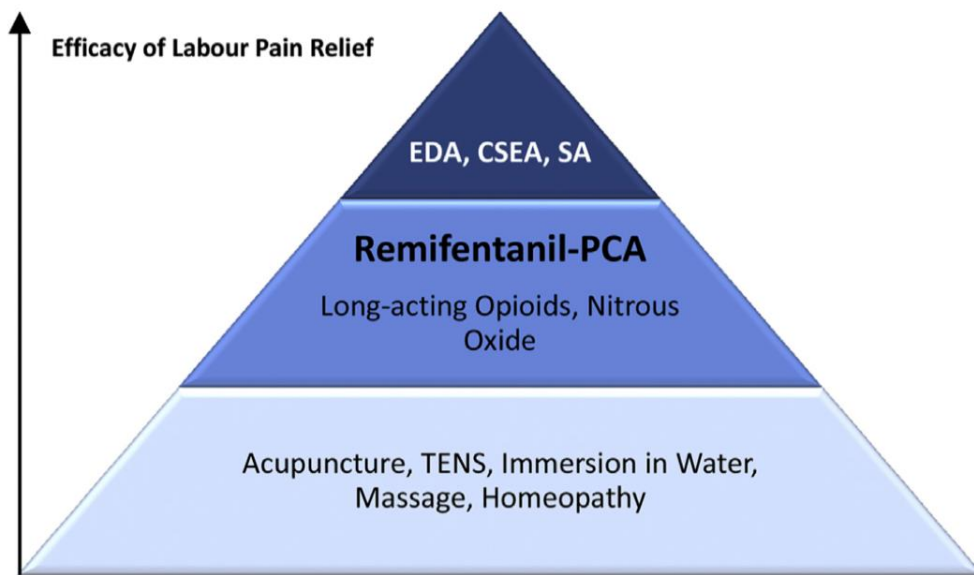 Efficacy of Labour Pain Relief
EDA, CSEA, SA
Remifentanil-PCA
Long-acting Opioids, Nitrous
Oxide
Acupuncture, TENS, Immersion in Water,
Massage, Homeopathy